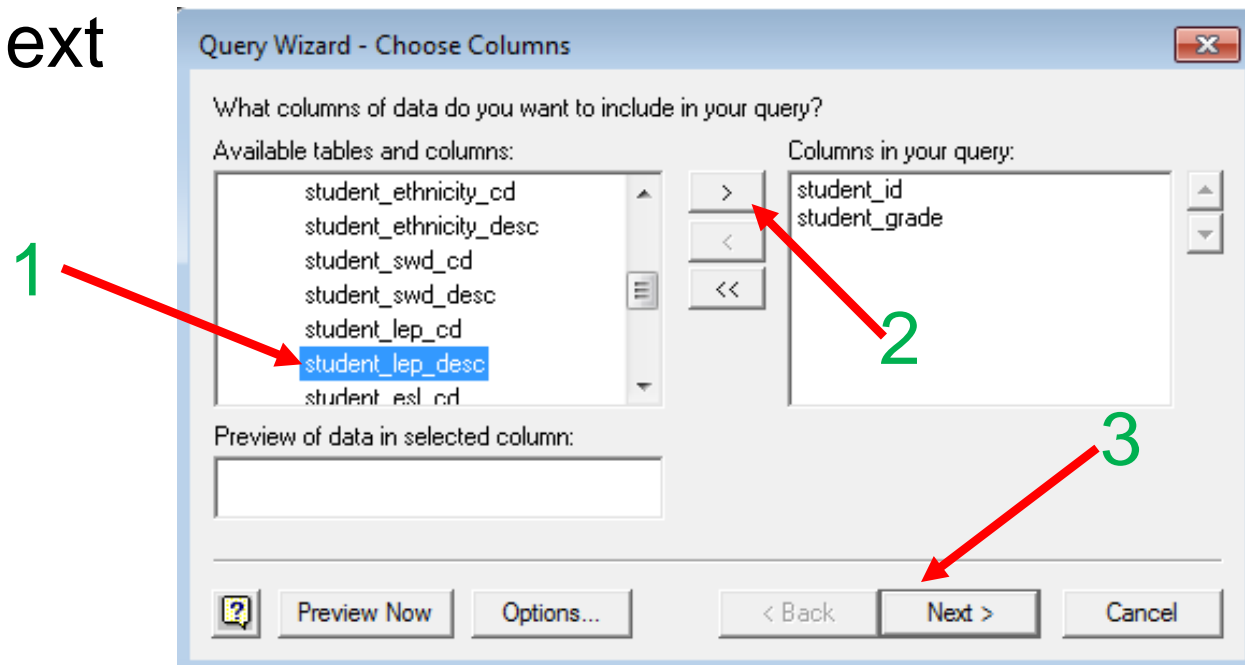 ext
Query Wizard - Choose Columns
What columns of data do you want to include in your query?
Available tables and columns:
Columns in your query:
student_ethnicity_cd
student_ethnicity_desc
student_swd_cd
student_swd_desc
student_lep_cd
student_lep_desc
student_esl_cd
>
<
<<
student_id
student_grade
1
2
3
Preview of data in selected column:
?
Preview Now
Options...
< Back
Next >
Cancel